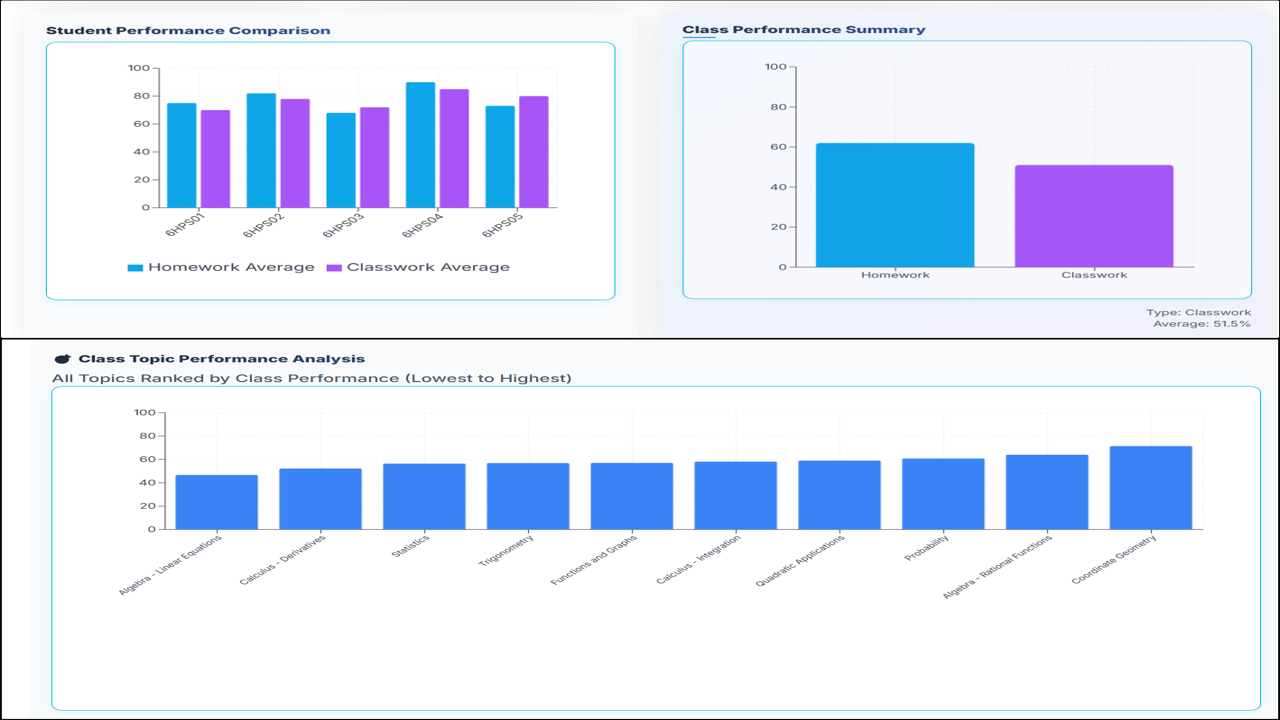 Student Performance Comparison
100
80
60
40
20
0
6HPS01
6HPS02
6HPS03
6HPS04
6HPS05
Homework Average
Classwork Average
Class Performance Summary
100
80
60
40
20
0
Homework
Classwork
Type: Classwork
Average: 51.5%
Class Topic Performance Analysis
All Topics Ranked by Class Performance (Lowest to Highest)
100
80
60
40
20
0
Algebra - Linear Equations
Calculus - Derivatives
Statistics
Trigonometry
Functions and Graphs
Calculus - Integration
Quadratic Applications
Probability
Algebra - Rational Functions
Coordinate Geometry